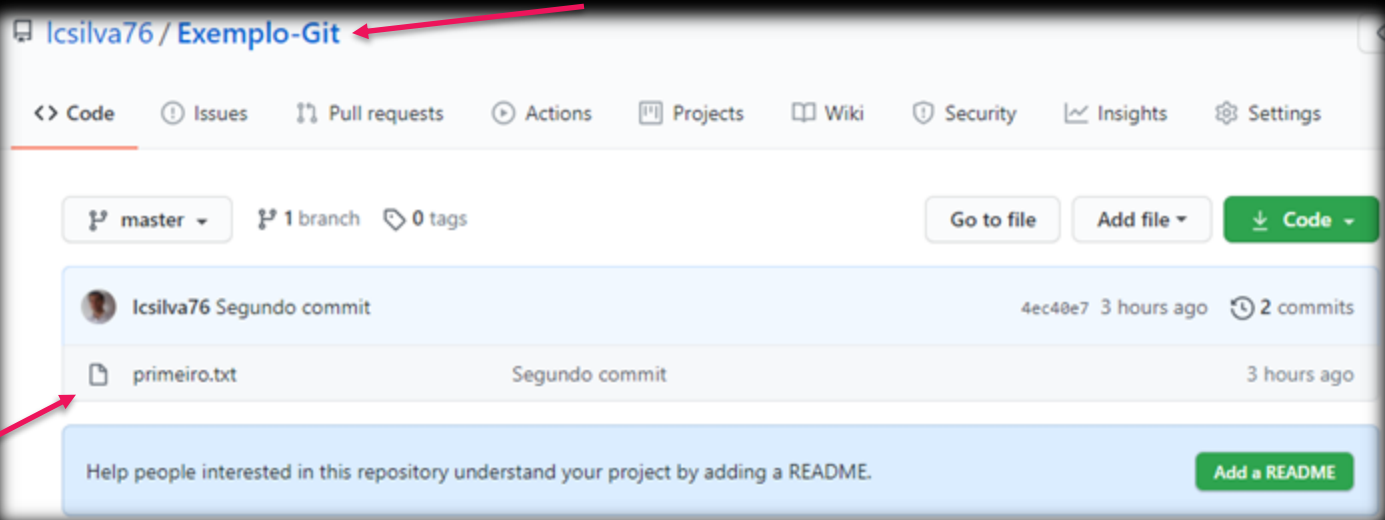 lcsilva76 / Exemplo-Git
Code Issues Pull requests Actions Projects Wiki Security Insights Settings
master 1 branch 0 tags Go to file Add file Code
lcsilva76 Segundo commit 4ec40e7 3 hours ago 2 commits
primeiro.txt Segundo commit 3 hours ago
Help people interested in this repository understand your project by adding a README. Add a README